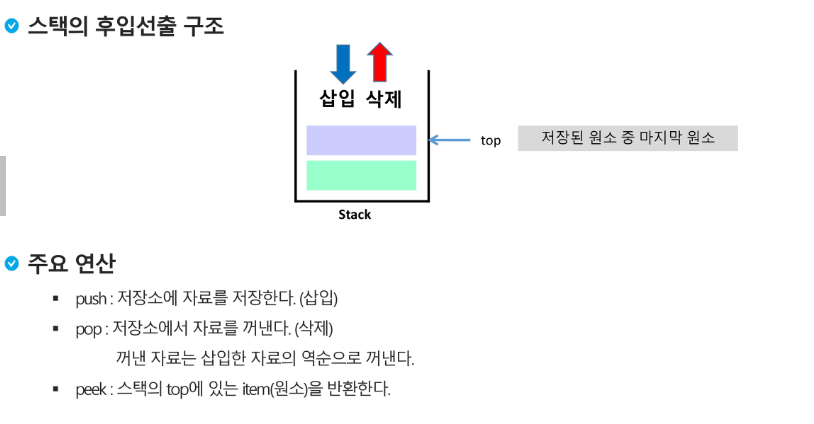 스택의 후입선출 구조
삽입 삭제
top
저장된 원소 중 마지막 원소
Stack
주요 연산
▪ push : 저장소에 자료를 저장한다. (삽입)
▪ pop : 저장소에서 자료를 꺼낸다. (삭제)
꺼낸 자료는 삽입한 자료의 역순으로 꺼낸다.
▪ peek : 스택의 top에 있는 item(원소)을 반환한다.